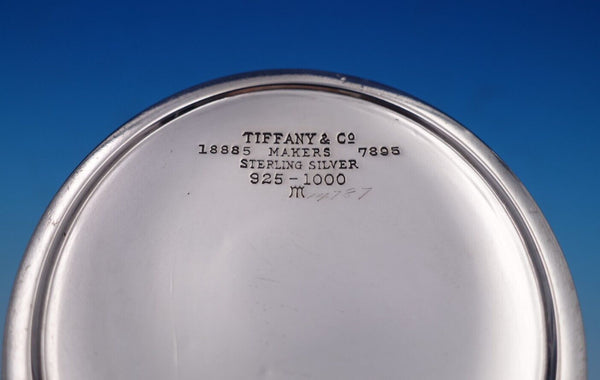 TIFFANY & Co
18885 MAKERS 7895
STERLING SILVER
925-1000
m